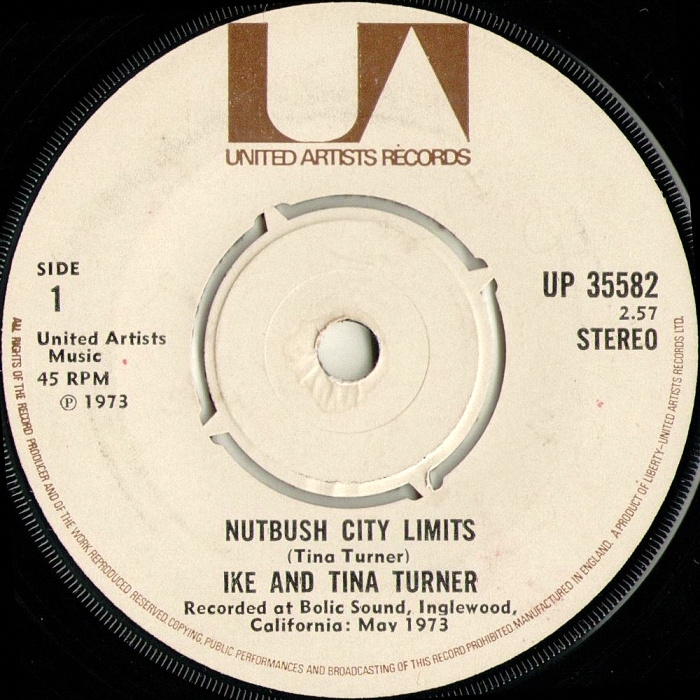 UA
UNITED ARTISTS RECORDS
SIDE
1
United Artists
Music
45 RPM
℗ 1973
UP 35582
2.57
STEREO
NUTBUSH CITY LIMITS
(Tina Turner)
IKE AND TINA TURNER
Recorded at Bolic Sound, Inglewood,
California: May 1973
ALL RIGHTS OF THE RECORD PRODUCER AND OF THE WORK REPRODUCED RESERVED. COPYING, PUBLIC PERFORMANCES AND BROADCASTING OF THIS RECORD PROHIBITED. MANUFACTURED IN ENGLAND. A PRODUCT OF LIBERTY-UNITED ARTISTS RECORDS LTD.